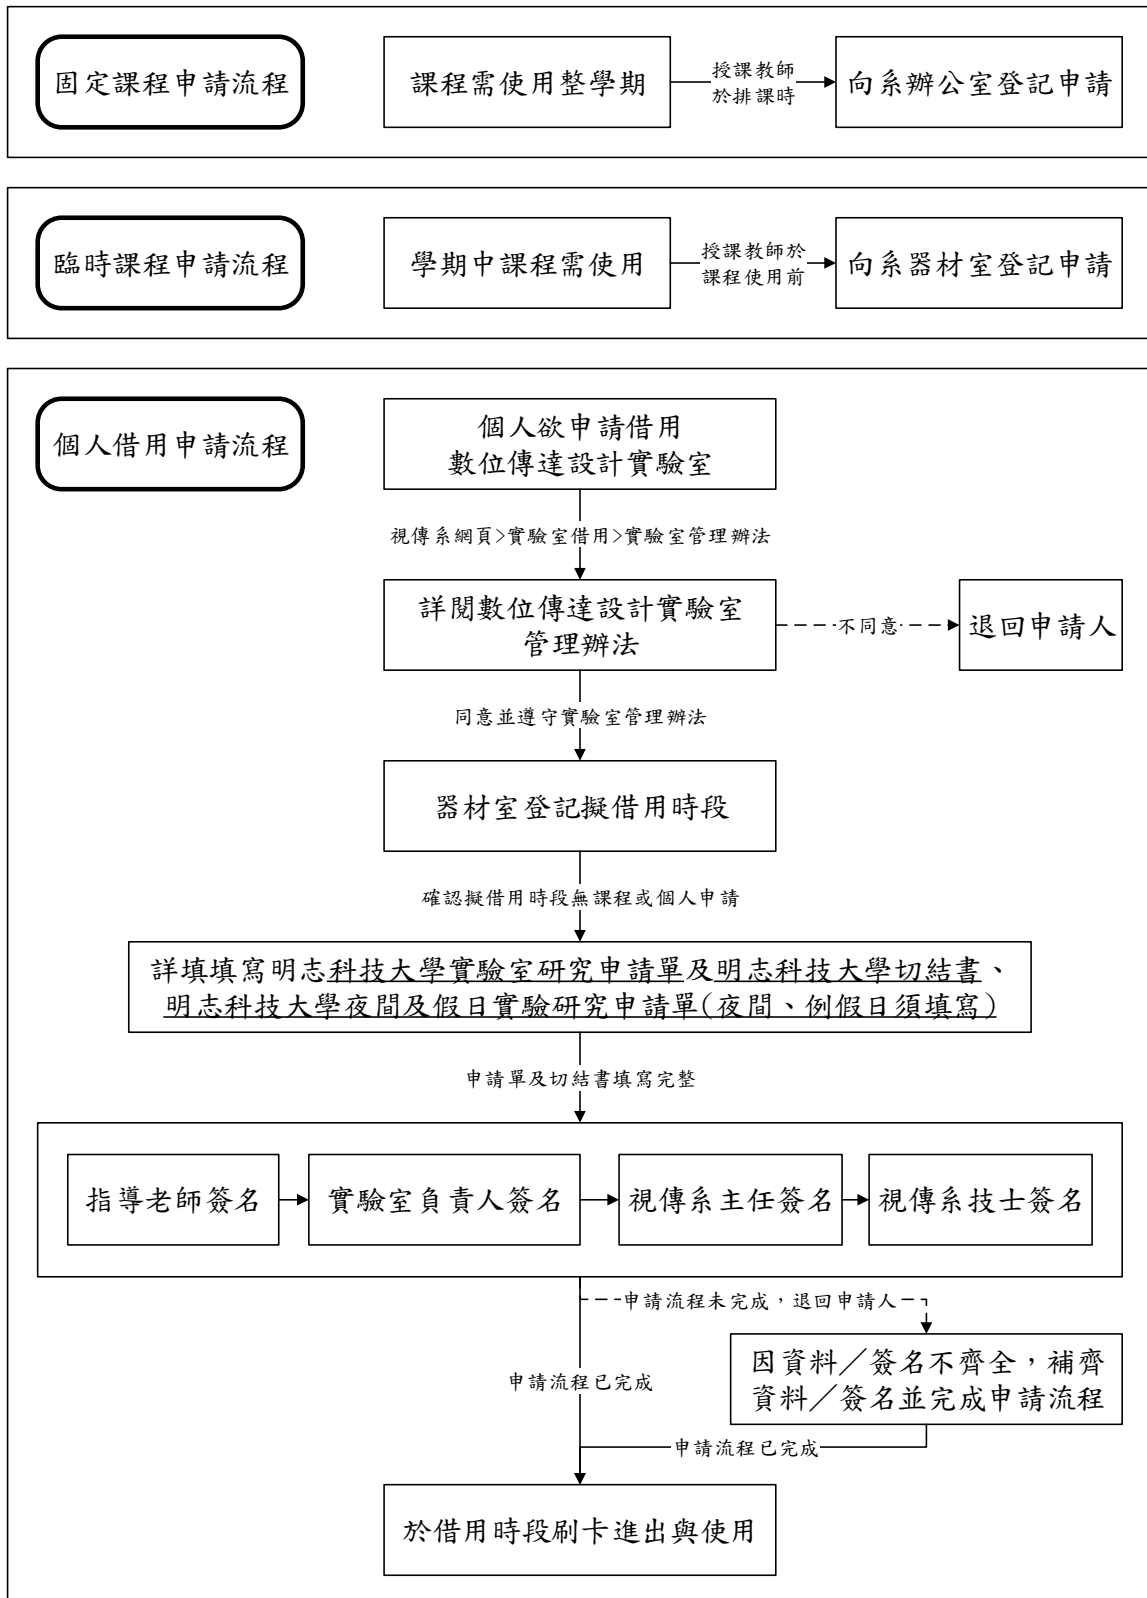 固定課程申請流程
課程需使用整學期
授課教師
於排課時
向系辦公室登記申請
臨時課程申請流程
學期中課程需使用
授課教師於
課程使用前
向系器材室登記申請
個人借用申請流程
個人欲申請借用
數位傳達設計實驗室
視傳系網頁>實驗室借用>實驗室管理辦法
詳閱數位傳達設計實驗室
管理辦法
不同意
退回申請人
同意並遵守實驗室管理辦法
器材室登記擬借用時段
確認擬借用時段無課程或個人申請
詳填填寫明志科技大學實驗室研究申請單及明志科技大學切結書、
明志科技大學夜間及假日實驗研究申請單(夜間、例假日須填寫)
申請單及切結書填寫完整
指導老師簽名
實驗室負責人簽名
視傳系主任簽名
視傳系技士簽名
申請流程未完成，退回申請人
因資料／簽名不齊全，補齊
資料／簽名並完成申請流程
申請流程已完成
申請流程已完成
於借用時段刷卡進出與使用